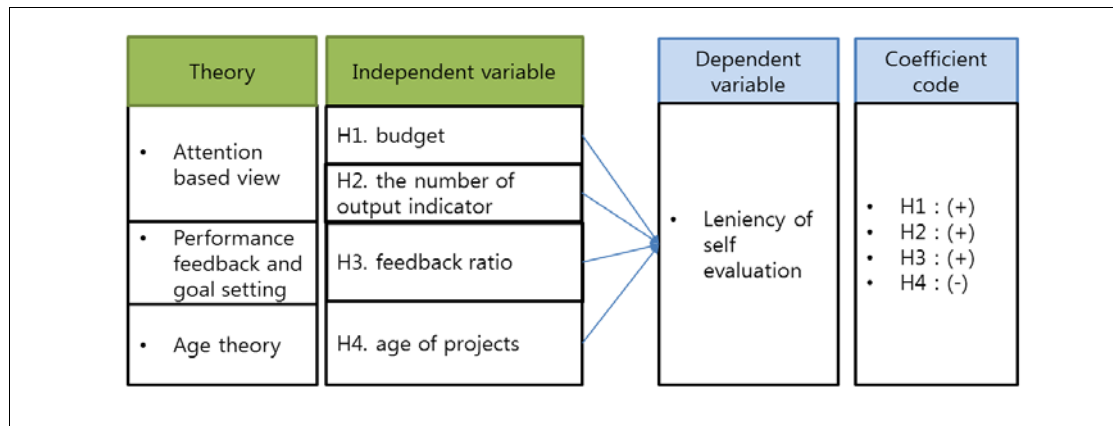 Theory
Independent variable
Dependent
variable
Coefficient
code
• Attention
based view
• Performance
feedback and
goal setting
• Age theory
H1. budget
H2. the number of
output indicator
H3. feedback ratio
H4. age of projects
• Leniency of
self
evaluation
• H1 : (+)
• H2 : (+)
• H3 : (+)
• H4 : (-)